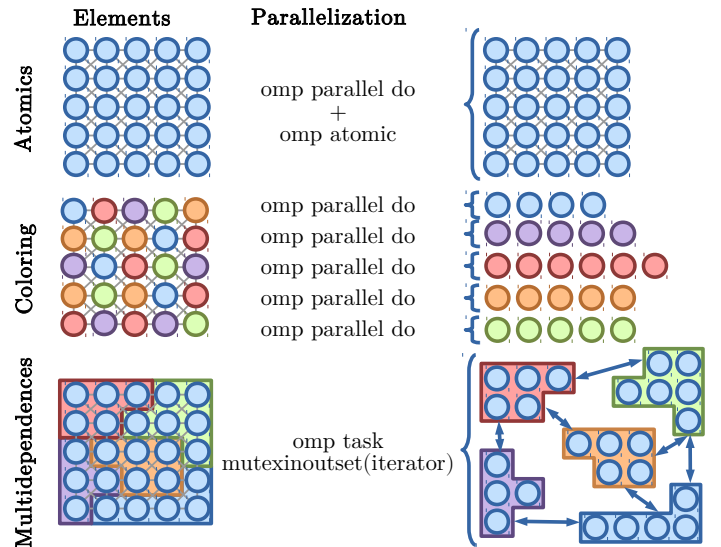 Elements
Parallelization
Atomics
omp parallel do
+
omp atomic
Coloring
omp parallel do
omp parallel do
omp parallel do
omp parallel do
omp parallel do
Multidependences
omp task
mutexinoutset(iterator)